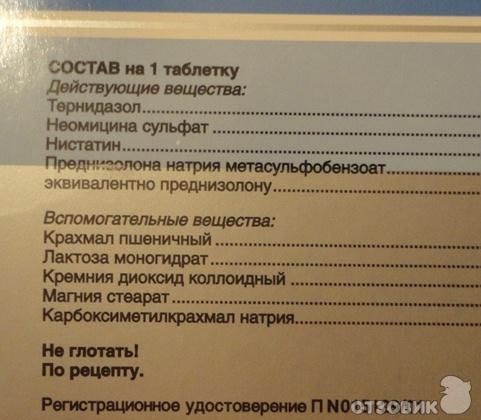 СОСТАВ на 1 таблетку
Действующие вещества:
Тернидазол
Неомицина сульфат
Нистатин
Преднизолона натрия метасульфобензоат
эквивалентно преднизолону
Вспомогательные вещества:
Крахмал пшеничный
Лактоза моногидрат
Кремния диоксид коллоидный
Магния стеарат
Карбоксиметилкрахмал натрия
Не глотать!
По рецепту.
Регистрационное удостоверение П
ОТЗОВИК